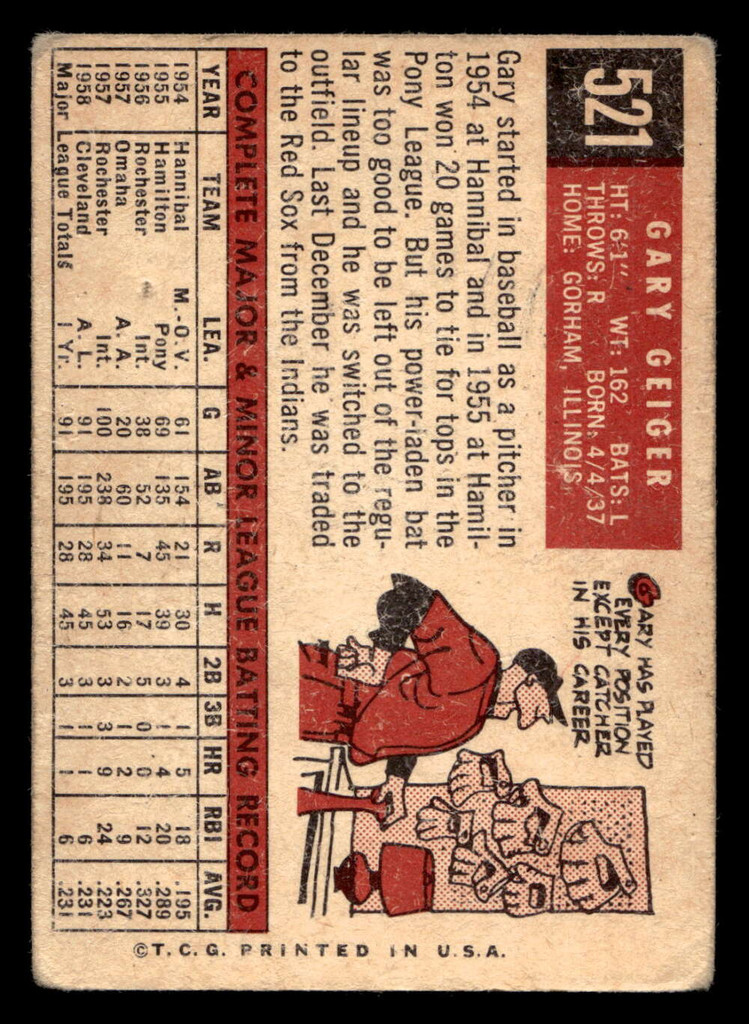 521
GARY GEIGER
HT: 6'1" WT: 162 BATS: L
THROWS: R BORN: 4/4/37
HOME: GORHAM, ILLINOIS
GARY HAS PLAYED
EVERY POSITION
EXCEPT CATCHER
IN HIS CAREER
Gary started in baseball as a pitcher in
1954 at Hannibal and in 1955 at Hamil-
ton won 20 games to tie for tops in the
Pony League. But his power-laden bat
was too good to be left out of the regu-
lar lineup and he was switched to the
outfield. Last December he was traded
to the Red Sox from the Indians.
COMPLETE MAJOR & MINOR LEAGUE BATTING RECORD
YEAR TEAM LEA. G AB R H 2B 3B HR RBI AVG.
1954 Hannibal M.-O.V. 61 154 21 30 4 1 5 18 .195
1955 Hamilton Pony 69 135 45 39 3 1 4 20 .289
1956 Rochester Int. 38 52 7 17 5 0 0 12 .327
1957 Omaha A.A. 20 60 11 16 2 1 2 9 .267
1957 Rochester Int. 100 238 34 53 3 3 9 24 .223
1958 Cleveland A.L. 91 195 28 45 3 1 1 6 .231
Major League Totals 1 Yr. 91 195 28 45 3 1 1 6 .231
©T.C.G. PRINTED IN U.S.A.